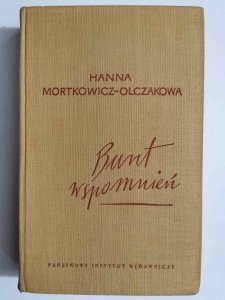 HANNA
MORTKOWICZ-OLCZAKOWA
Bunt
wspomnień
PAŃSTWOWY INSTYTUT WYDAWNICZY